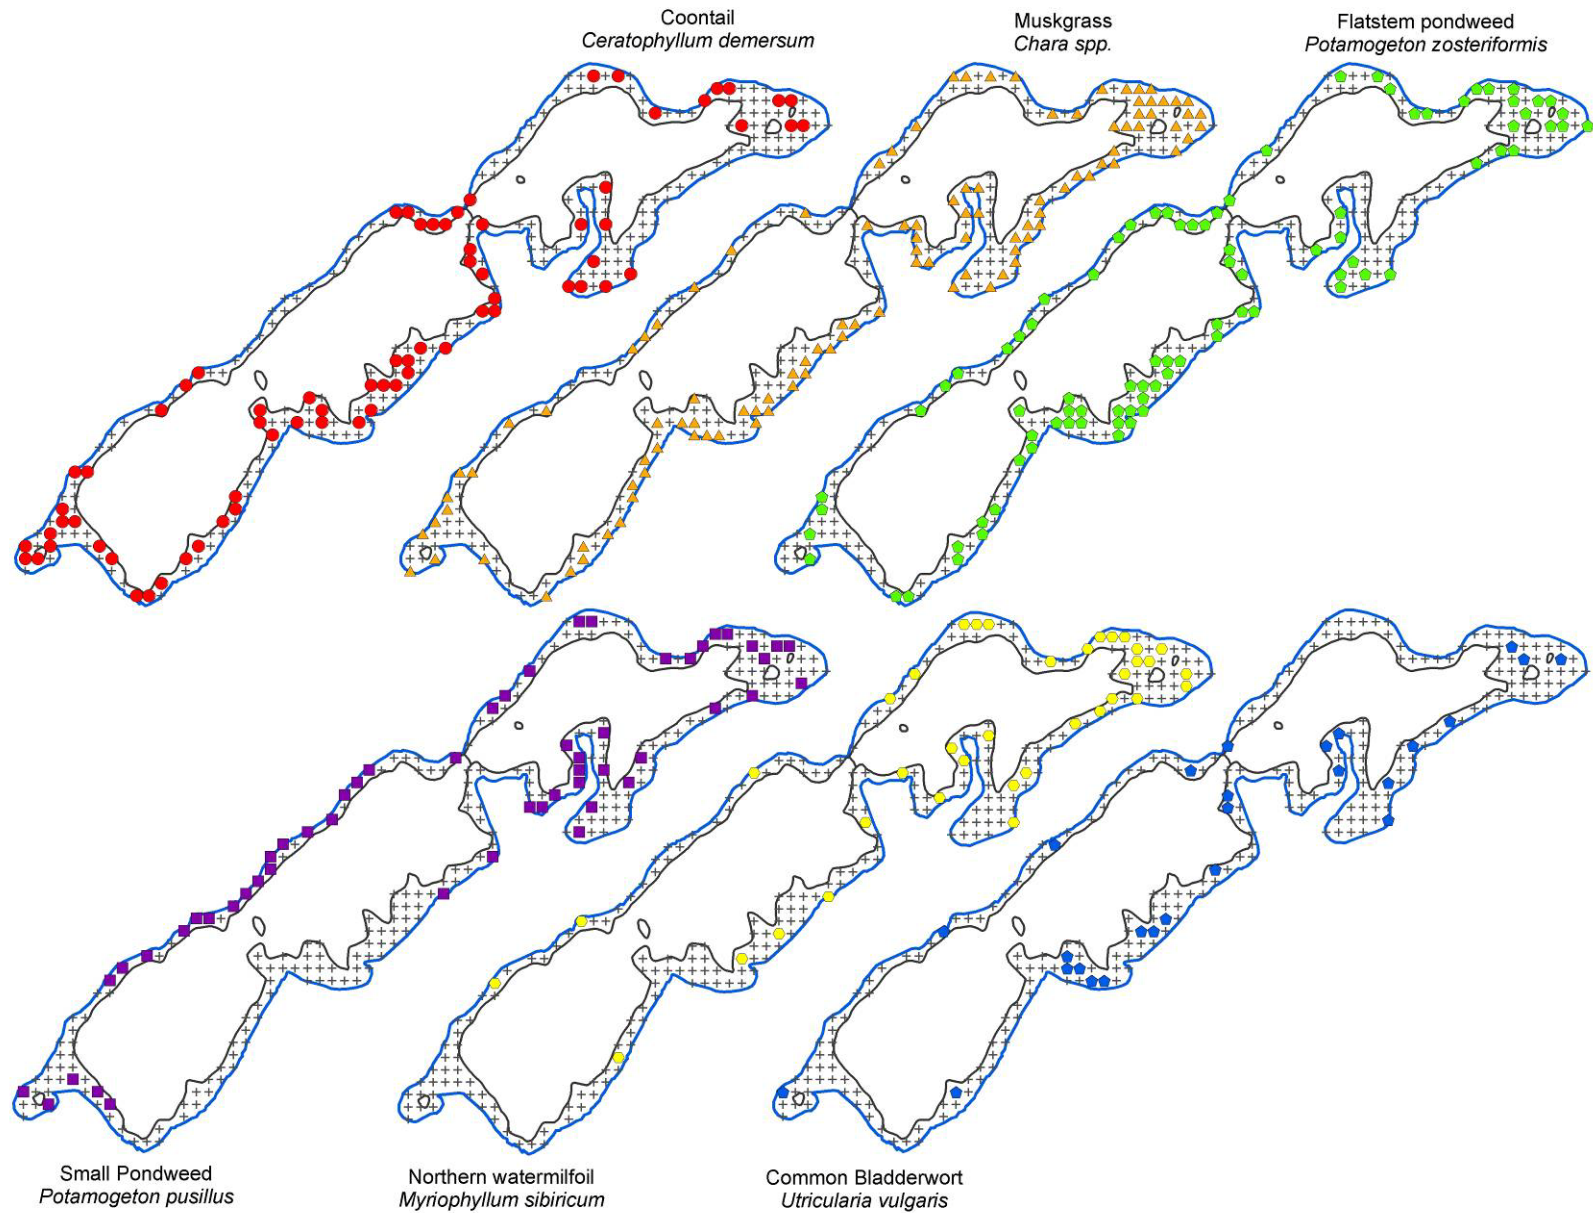 Coontail
Ceratophyllum demersum
Muskgrass
Chara spp.
Flatstem pondweed
Potamogeton zosteriformis
Small Pondweed
Potamogeton pusillus
Northern watermilfoil
Myriophyllum sibiricum
Common Bladderwort
Utricularia vulgaris